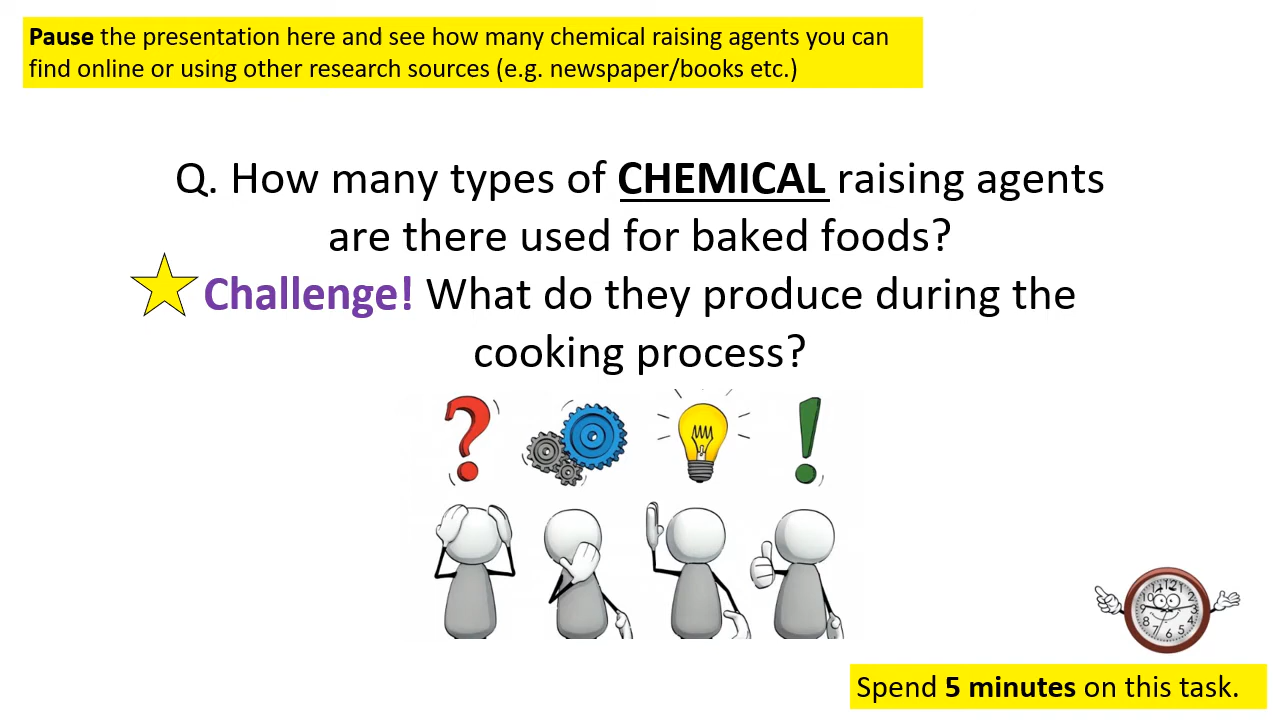 Pause the presentation here and see how many chemical raising agents you can
find online or using other research sources (e.g. newspaper/books etc.)
Q. How many types of CHEMICAL raising agents
are there used for baked foods?
Challenge! What do they produce during the
cooking process?
Spend 5 minutes on this task.